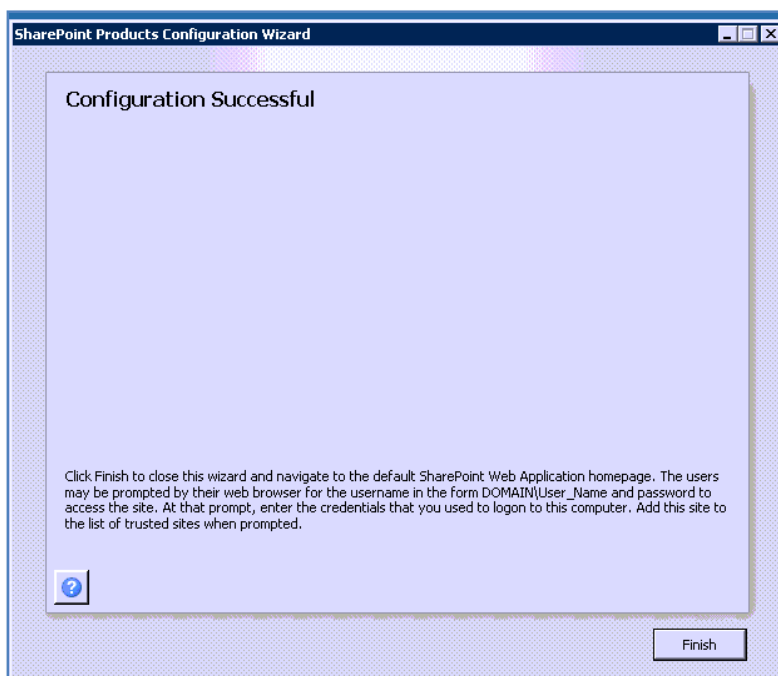 SharePoint Products Configuration Wizard
Configuration Successful
Click Finish to close this wizard and navigate to the default SharePoint Web Application homepage. The users
may be prompted by their web browser for the username in the form DOMAIN\User_Name and password to
access the site. At that prompt, enter the credentials that you used to logon to this computer. Add this site to
the list of trusted sites when prompted.
Finish